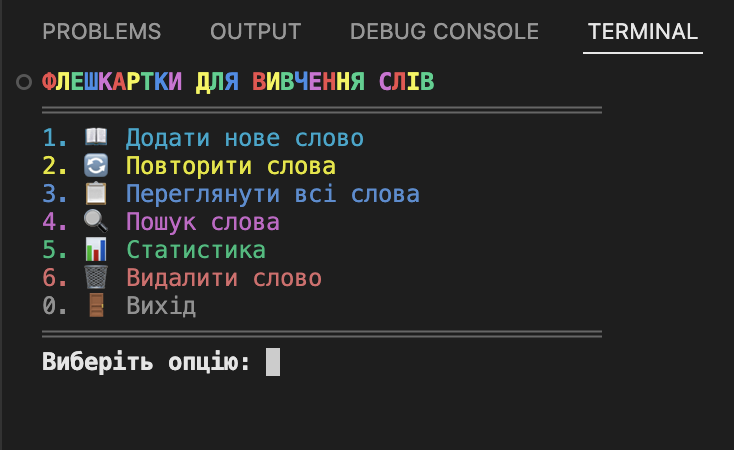 PROBLEMS OUTPUT DEBUG CONSOLE TERMINAL
ФЛЕШКАРТКИ ДЛЯ ВИВЧЕННЯ СЛІВ
1. 📖 Додати нове слово
2. 🔄 Повторити слова
3. 📋 Переглянути всі слова
4. 🔍 Пошук слова
5. 📊 Статистика
6. 🗑️ Видалити слово
0. 🚪 Вихід
Виберіть опцію: